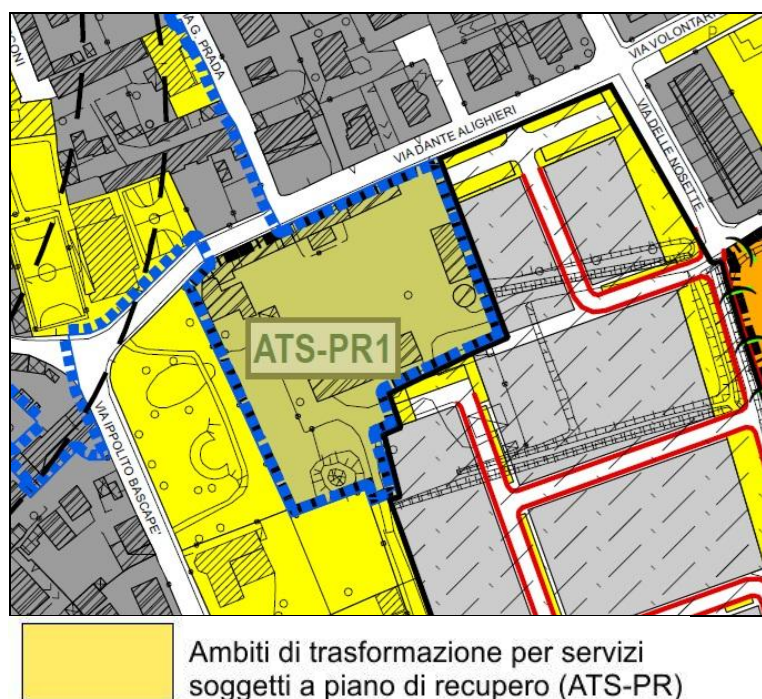 ONI
VIA G. PRADA
VIA VOLONTARI
P
VIA DANTE ALIGHIERI
VIA DELLE NOSETTE
ATS-PR1
VIA IPPOLITO BASCAPE'
Ambiti di trasformazione per servizi
soggetti a piano di recupero (ATS-PR)